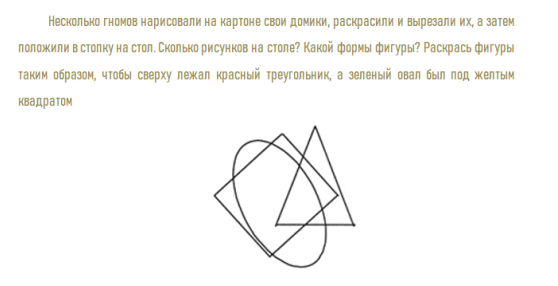 Несколько гномов нарисовали на картоне свои домики, раскрасили и вырезали их, а затем
положили в стопку на стол. Сколько рисунков на столе? Какой формы фигуры? Раскрась фигуры
таким образом, чтобы сверху лежал красный треугольник, а зеленый овал был под желтым
квадратом